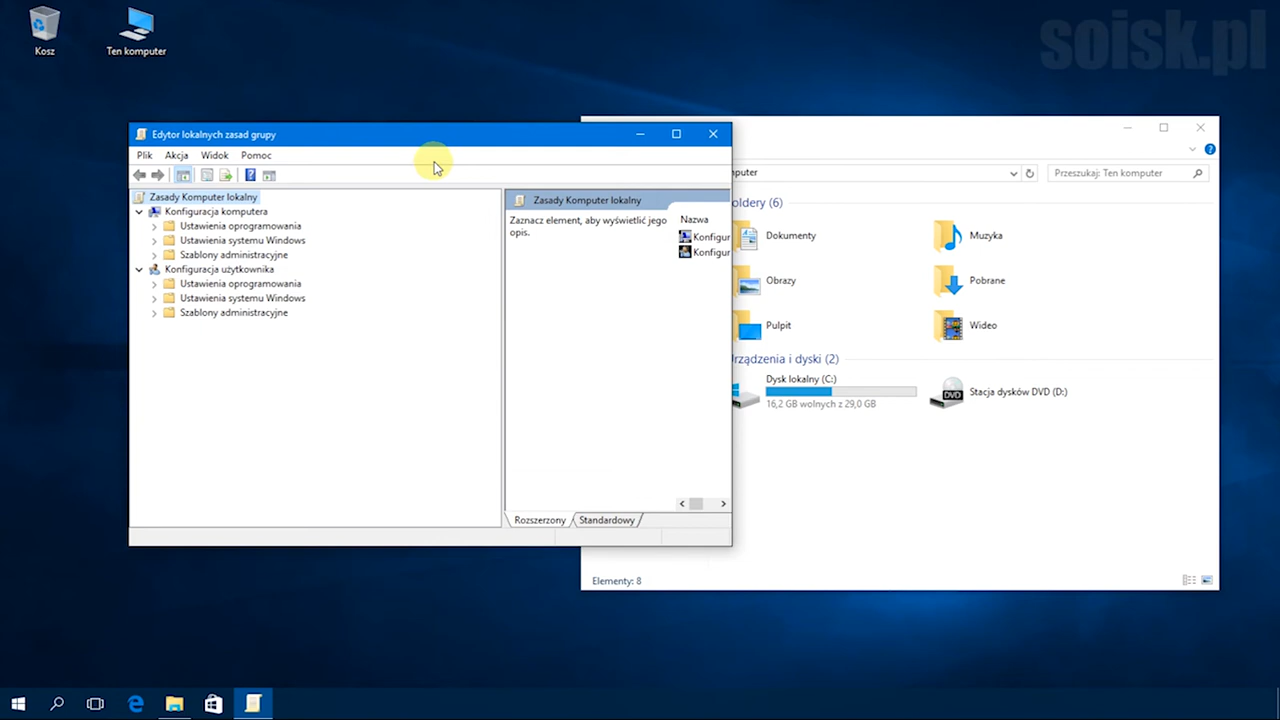 soisk.pl
Kosz
Ten komputer
Edytor lokalnych zasad grupy
Plik Akcja Widok Pomoc
Zasady Komputer lokalny
Konfiguracja komputera
Ustawienia oprogramowania
Ustawienia systemu Windows
Szablony administracyjne
Konfiguracja użytkownika
Ustawienia oprogramowania
Ustawienia systemu Windows
Szablony administracyjne
Zasady Komputer lokalny
Zaznacz element, aby wyświetlić jego
opis.
Nazwa
Konfigur
Konfigur
Rozszerzony Standardowy
mputer
Przeszukaj: Ten komputer
oldery (6)
Dokumenty
Muzyka
Obrazy
Pobrane
Pulpit
Wideo
Urządzenia i dyski (2)
Dysk lokalny (C:)
16,2 GB wolnych z 29,0 GB
DVD
Stacja dysków DVD (D:)
Elementy: 8